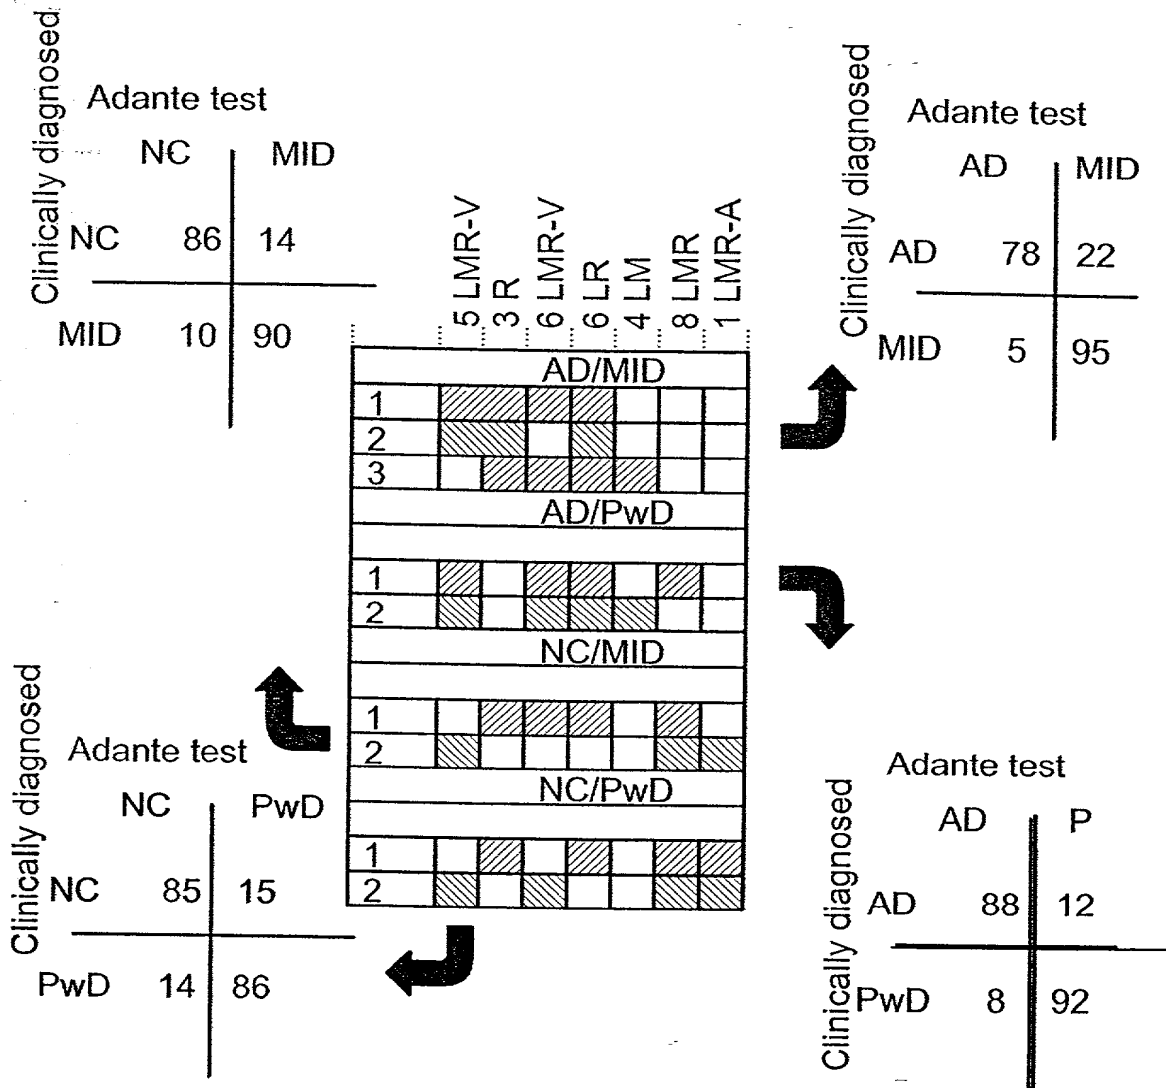 Clinically diagnosed
Adante test
NC MID
NC 86 14
MID 10 90
Clinically diagnosed
Adante test
AD MID
AD 78 22
MID 5 95
5 LMR-V
3 R
6 LMR-V
6 LR
4 LM
8 LMR
1 LMR-A
AD/MID
1
2
3
AD/PwD
1
2
NC/MID
1
2
NC/PwD
1
2
Clinically diagnosed
Adante test
NC PwD
NC 85 15
PwD 14 86
Clinically diagnosed
Adante test
AD P
AD 88 12
PwD 8 92